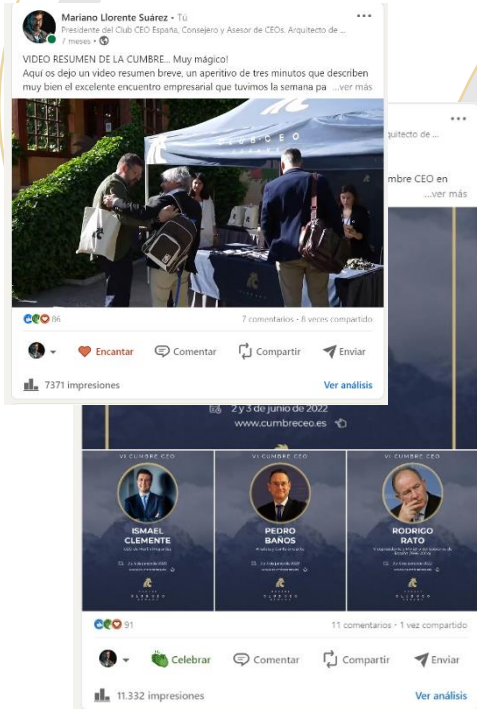 Mariano Llorente Suárez • Tú
Presidente del Club CEO España, Consejero y Asesor de CEOs. Arquitecto de ...
7 meses •
VIDEO RESUMEN DE LA CUMBRE... Muy mágico!
Aquí os dejo un video resumen breve, un aperitivo de tres minutos que describen
muy bien el excelente encuentro empresarial que tuvimos la semana pa ...ver más
CLUB CEO
86
7 comentarios • 8 veces compartido
Encantar
Comentar
Compartir
Enviar
7371 impresiones
Ver análisis
quitecto de ...
mbre CEO en
...ver más
2 y 3 de junio de 2022
www.cumbreceo.es
VI CUMBRE CEO
ISMAEL
CLEMENTE
VI CUMBRE CEO
PEDRO
BAÑOS
VI CUMBRE CEO
RODRIGO
RATO
91
11 comentarios • 1 vez compartido
Celebrar
Comentar
Compartir
Enviar
11.332 impresiones
Ver análisis